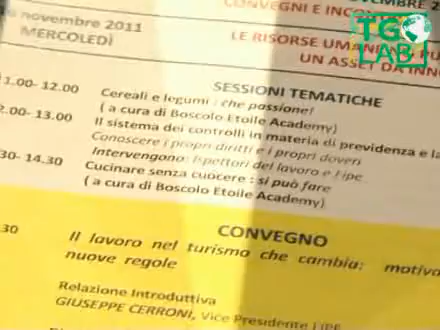 CONVEGNI E INCON
novembre 2011
MERCOLEDÌ
LE RISORSE UMANE
UN ASSET DA INNO
TG
LAB
SESSIONI TEMATICHE
1.00- 12.00 Cereali e legumi : che passione!
( a cura di Boscolo Etoile Academy)
2.00- 13.00 Il sistema dei controlli in materia di previdenza e la
Conoscere i propri diritti e i propri doveri
Intervengono: Ispettori del lavoro e l'ipe
30- 14.30 Cucinare senza cuocere : si può fare
( a cura di Boscolo Etoile Academy)
CONVEGNO
30 Il lavoro nel turismo che cambia: motiva
nuove regole
Relazione Introduttiva
GIUSEPPE CERRONI, Vice Presidente